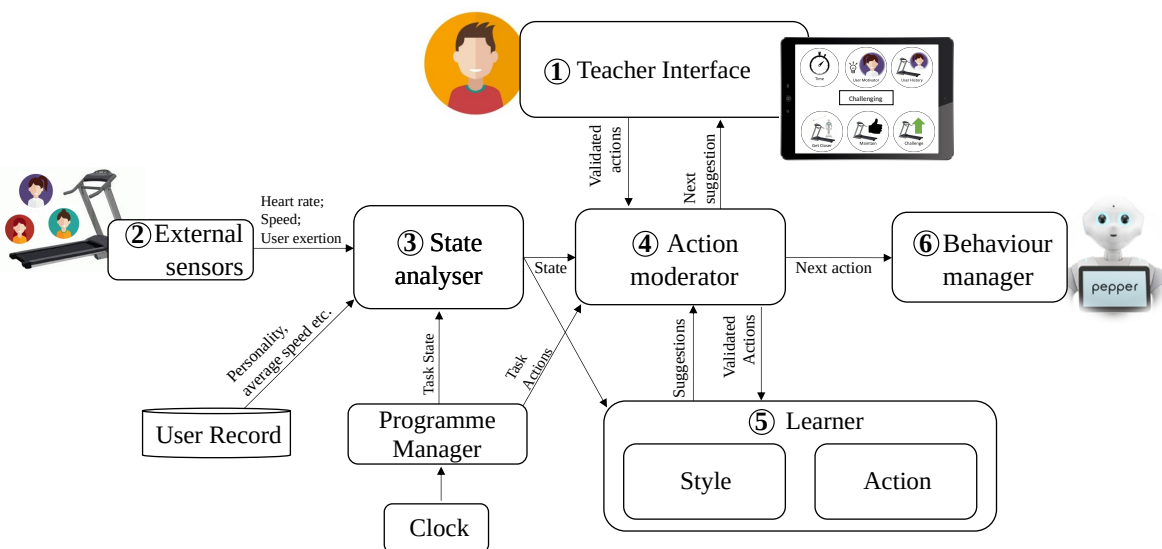 ① Teacher Interface
Time
User Motivator
User History
Challenging
Get Closer
Maintain
Challenge
Validated
actions
Next
suggestion
② External
sensors
Heart rate;
Speed;
User exertion
③ State
analyser
State
④ Action
moderator
Next action
⑥ Behaviour
manager
pepper
Personality,
average speed etc.
Task State
Task
Actions
Suggestions
Validated
Actions
User Record
Programme
Manager
Clock
⑤ Learner
Style
Action